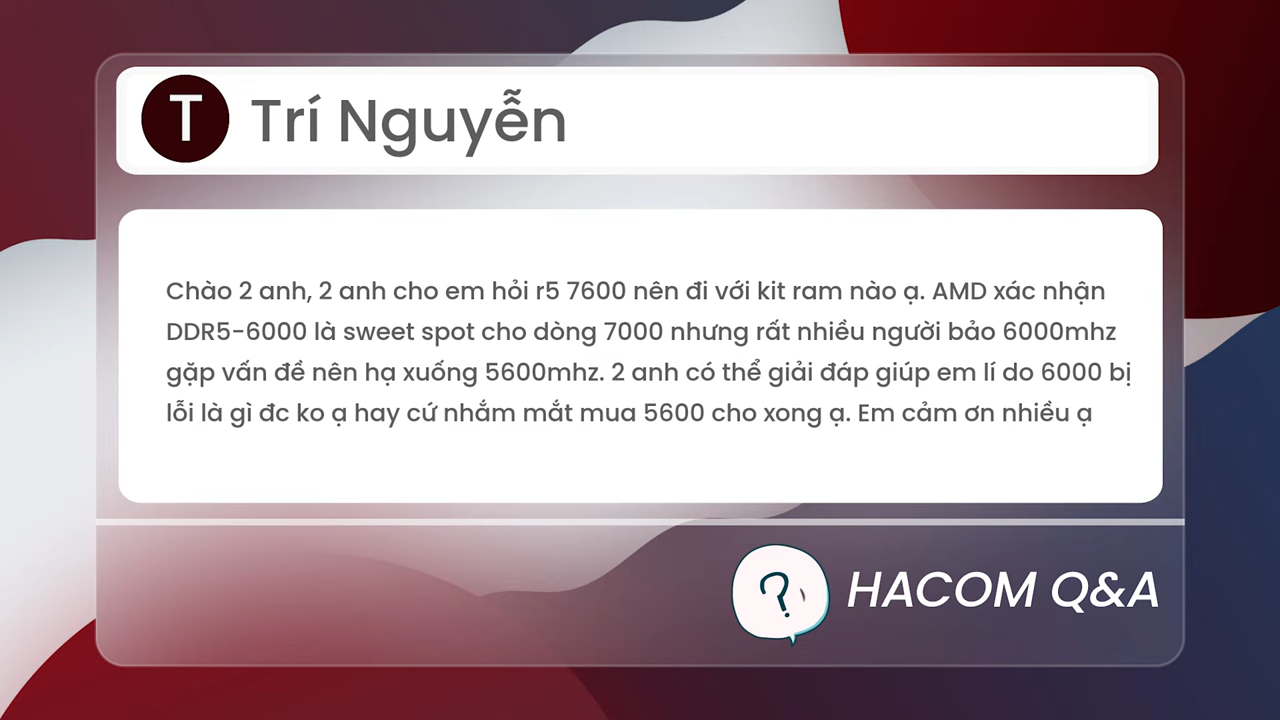 T
Trí Nguyễn
Chào 2 anh, 2 anh cho em hỏi r5 7600 nên đi với kit ram nào ạ. AMD xác nhận
DDR5-6000 là sweet spot cho dòng 7000 nhưng rất nhiều người bảo 6000mhz
gặp vấn đề nên hạ xuống 5600mhz. 2 anh có thể giải đáp giúp em lí do 6000 bị
lỗi là gì đc ko ạ hay cứ nhắm mắt mua 5600 cho xong ạ. Em cảm ơn nhiều ạ
?
HACOM Q&A